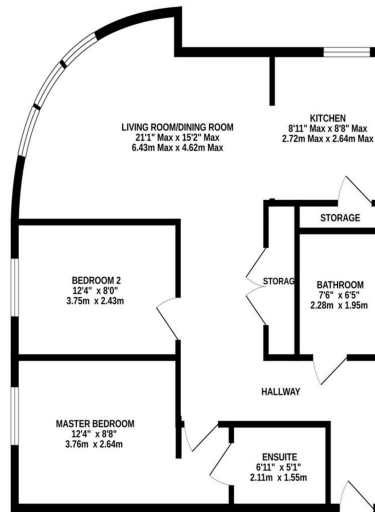 LIVING ROOM/DINING ROOM
21'1" Max x 15'2" Max
6.43m Max x 4.62m Max
KITCHEN
8'11" Max x 8'8" Max
2.72m Max x 2.64m Max
STORAGE
BEDROOM 2
12'4" x 8'0"
3.75m x 2.43m
STORAG
BATHROOM
7'6" x 6'5"
2.28m x 1.95m
HALLWAY
MASTER BEDROOM
12'4" x 8'8"
3.76m x 2.64m
ENSUITE
6'11" x 5'1"
2.11m x 1.55m